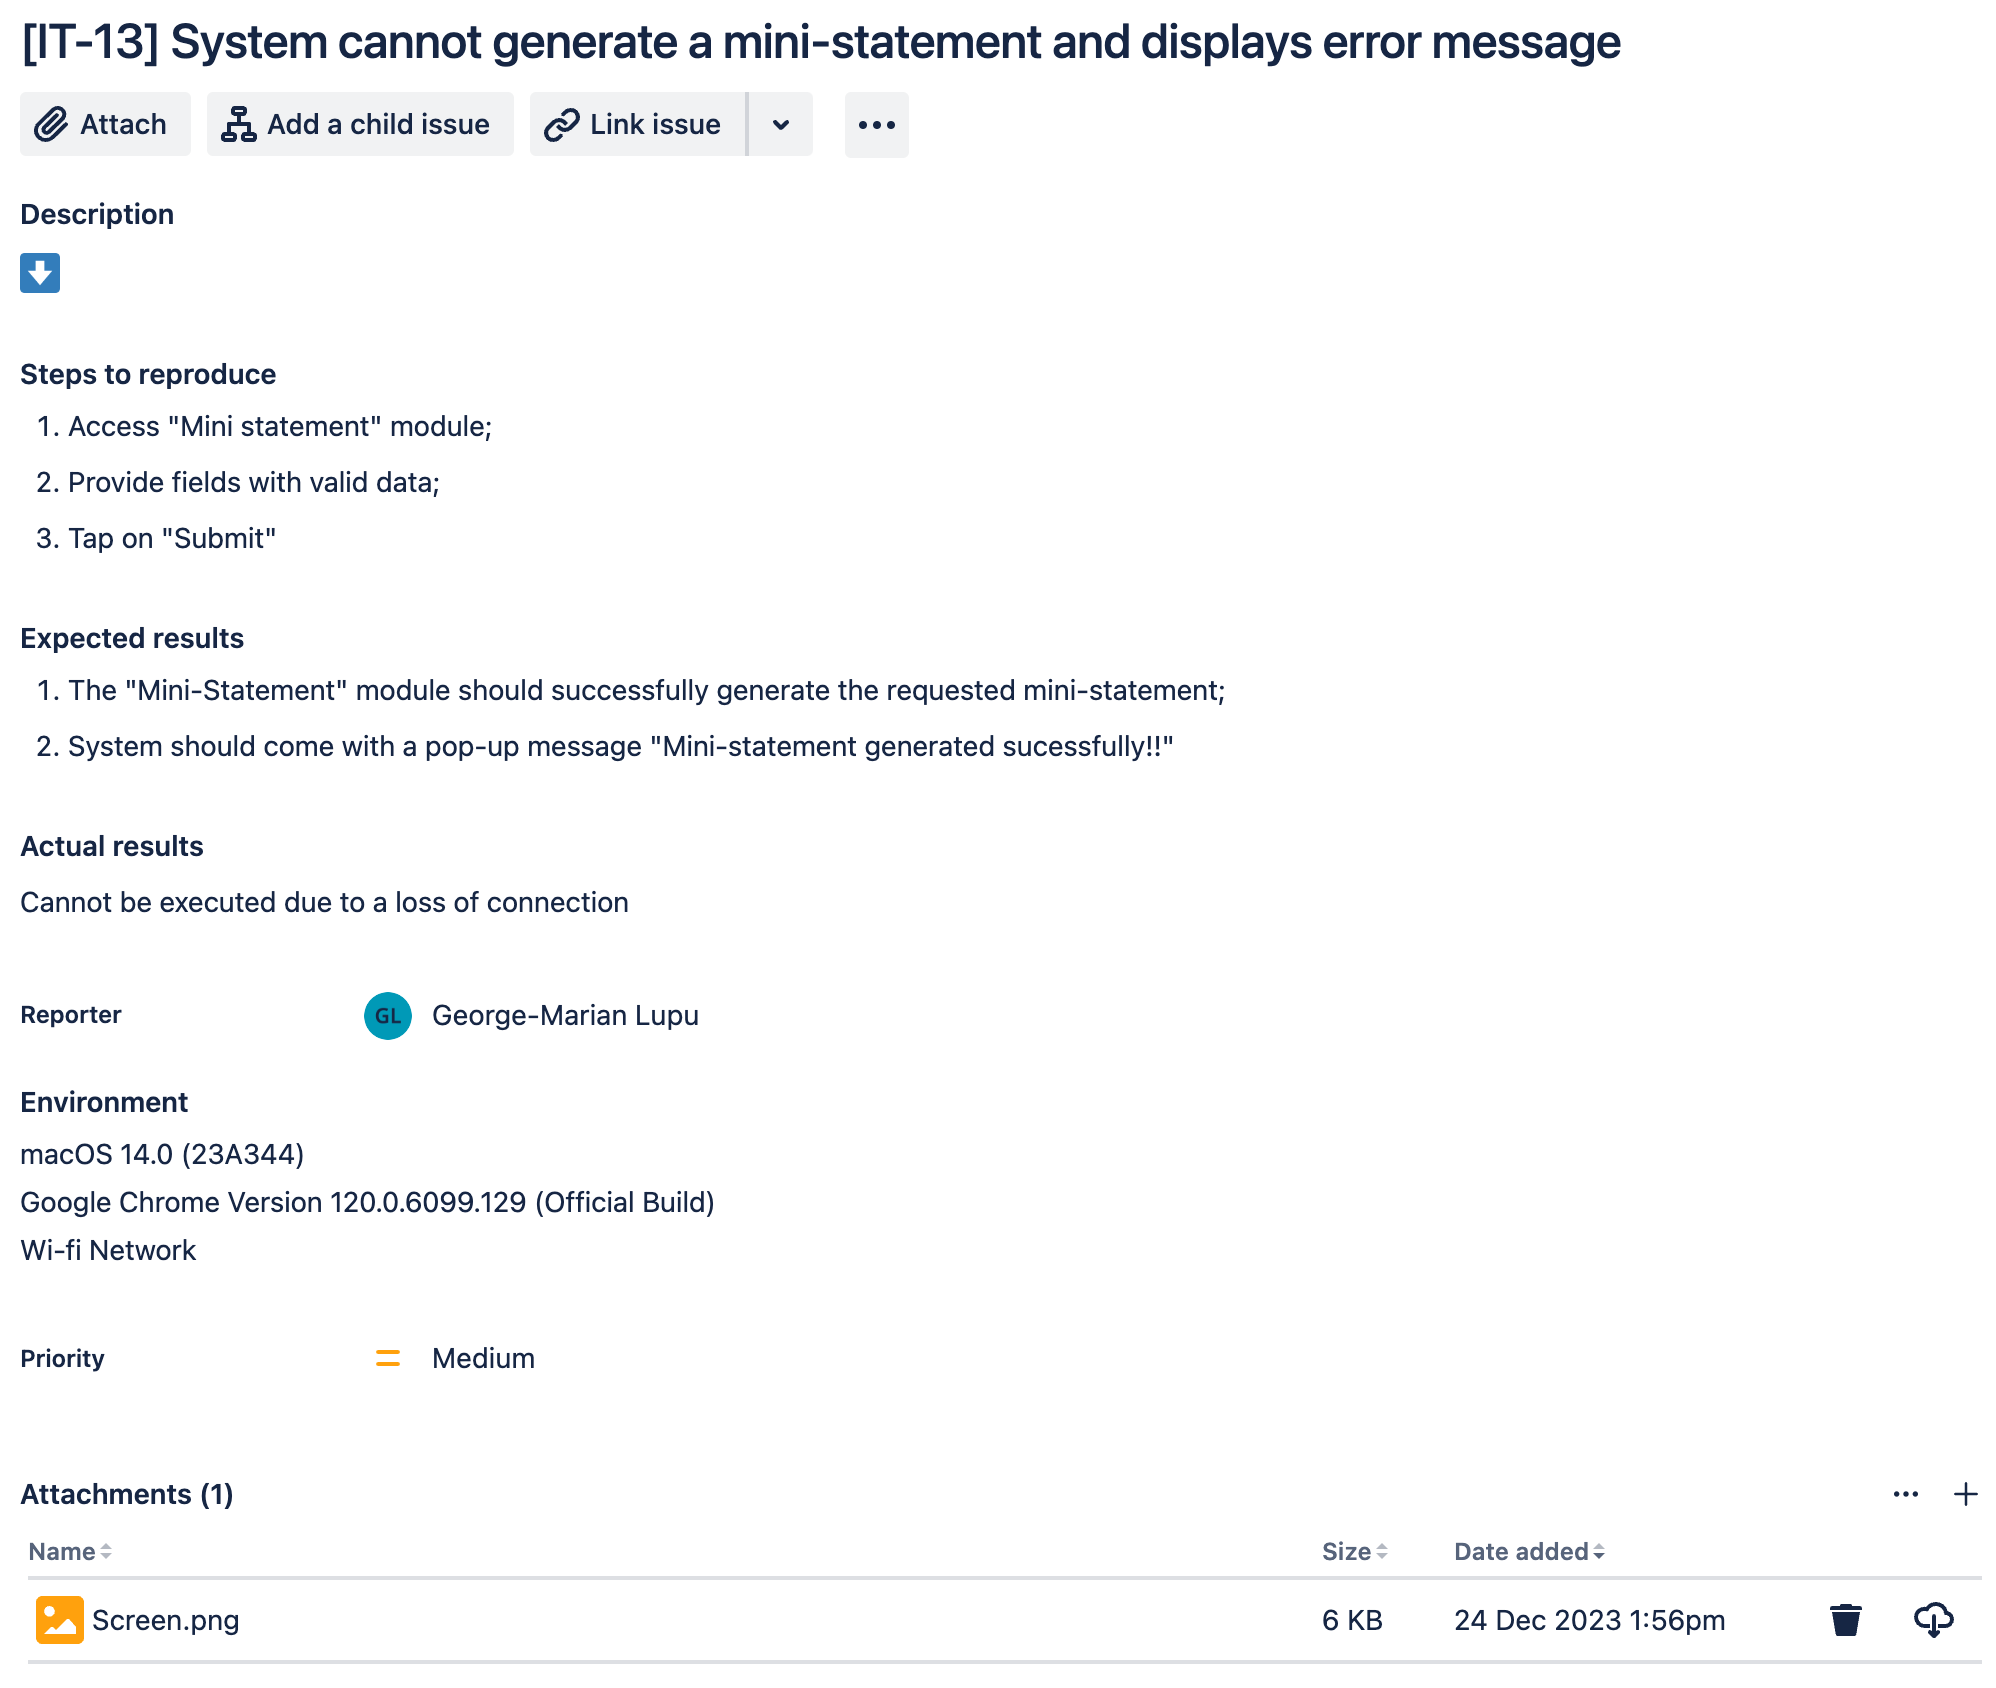 [IT-13] System cannot generate a mini-statement and displays error message
Attach
Add a child issue
Link issue
Description
Steps to reproduce
1. Access "Mini statement" module;
2. Provide fields with valid data;
3. Tap on "Submit"
Expected results
1. The "Mini-Statement" module should successfully generate the requested mini-statement;
2. System should come with a pop-up message "Mini-statement generated sucessfully!!"
Actual results
Cannot be executed due to a loss of connection
Reporter GL George-Marian Lupu
Environment
macOS 14.0 (23A344)
Google Chrome Version 120.0.6099.129 (Official Build)
Wi-fi Network
Priority Medium
Attachments (1)
Name Size Date added
Screen.png 6 KB 24 Dec 2023 1:56pm